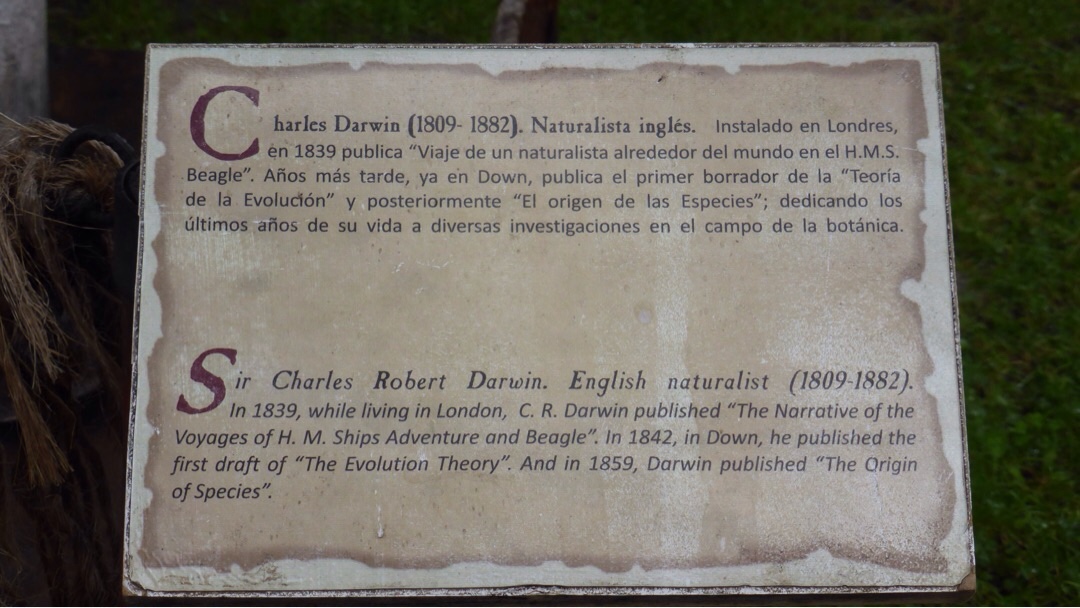 Charles Darwin (1809- 1882). Naturalista inglés. Instalado en Londres,
en 1839 publica “Viaje de un naturalista alrededor del mundo en el H.M.S.
Beagle”. Años más tarde, ya en Down, publica el primer borrador de la “Teoría
de la Evolución” y posteriormente “El origen de las Especies”; dedicando los
últimos años de su vida a diversas investigaciones en el campo de la botánica.
Sir Charles Robert Darwin. English naturalist (1809-1882).
In 1839, while living in London, C. R. Darwin published “The Narrative of the
Voyages of H. M. Ships Adventure and Beagle”. In 1842, in Down, he published the
first draft of “The Evolution Theory”. And in 1859, Darwin published “The Origin
of Species”.